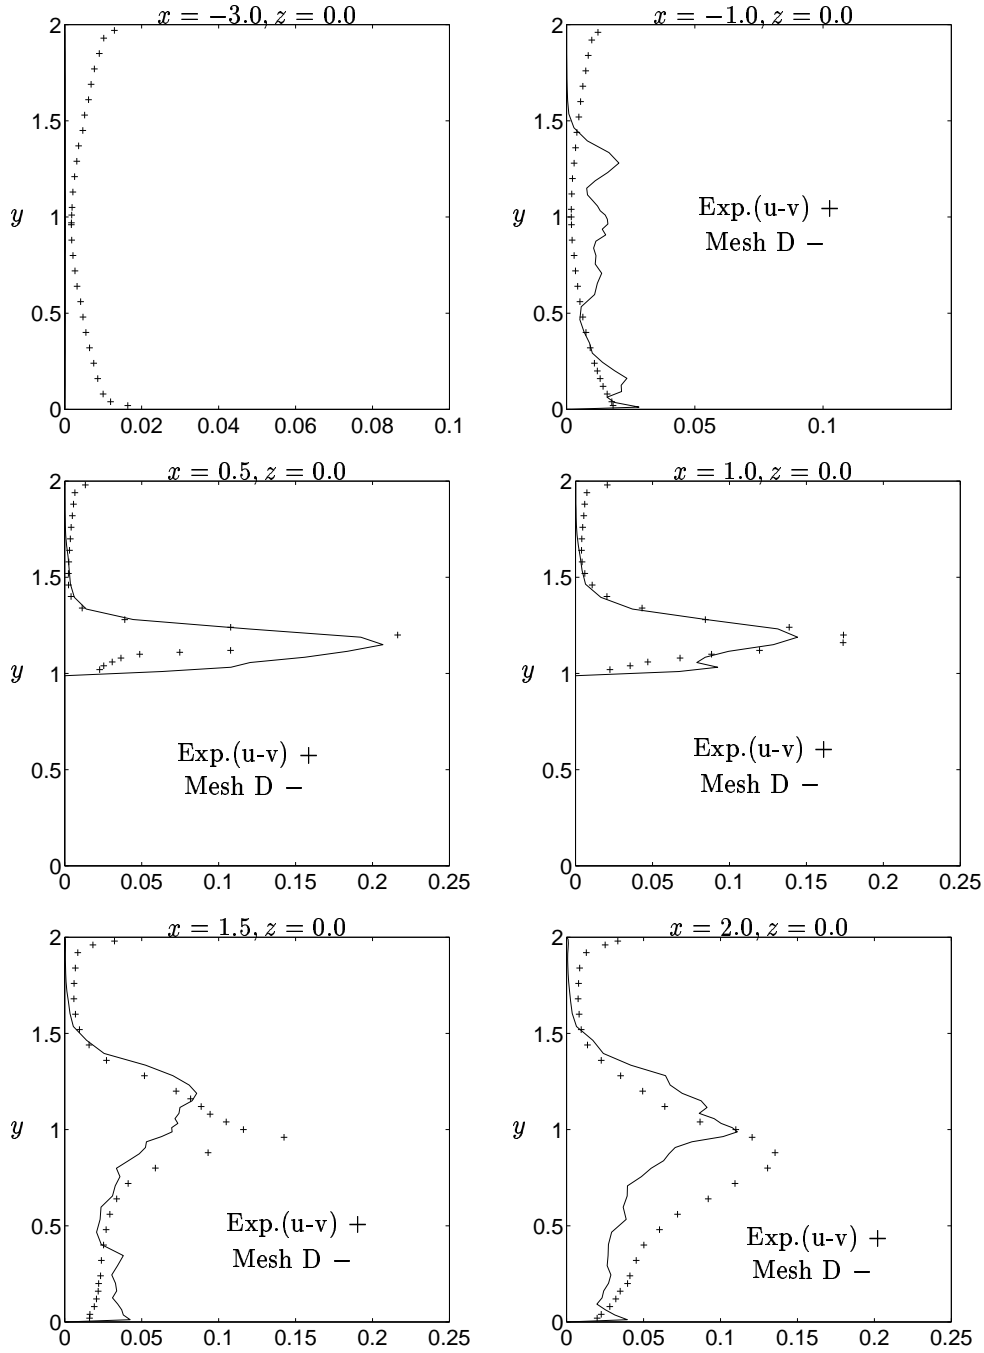 x = −3.0, z = 0.0
2
1.5
y
1
0.5
0
0
0.02
0.04
0.06
0.08
0.1
x = −1.0, z = 0.0
2
1.5
y
1
Exp.(u-v) +
Mesh D −
0.5
0
0
0.05
0.1
x = 0.5, z = 0.0
2
1.5
y
1
Exp.(u-v) +
Mesh D −
0.5
0
0
0.05
0.1
0.15
0.2
0.25
x = 1.0, z = 0.0
2
1.5
y
1
Exp.(u-v) +
Mesh D −
0.5
0
0
0.05
0.1
0.15
0.2
0.25
x = 1.5, z = 0.0
2
1.5
y
1
0.5
Exp.(u-v) +
Mesh D −
0
0
0.05
0.1
0.15
0.2
0.25
x = 2.0, z = 0.0
2
1.5
y
1
0.5
Exp.(u-v) +
Mesh D −
0
0
0.05
0.1
0.15
0.2
0.25